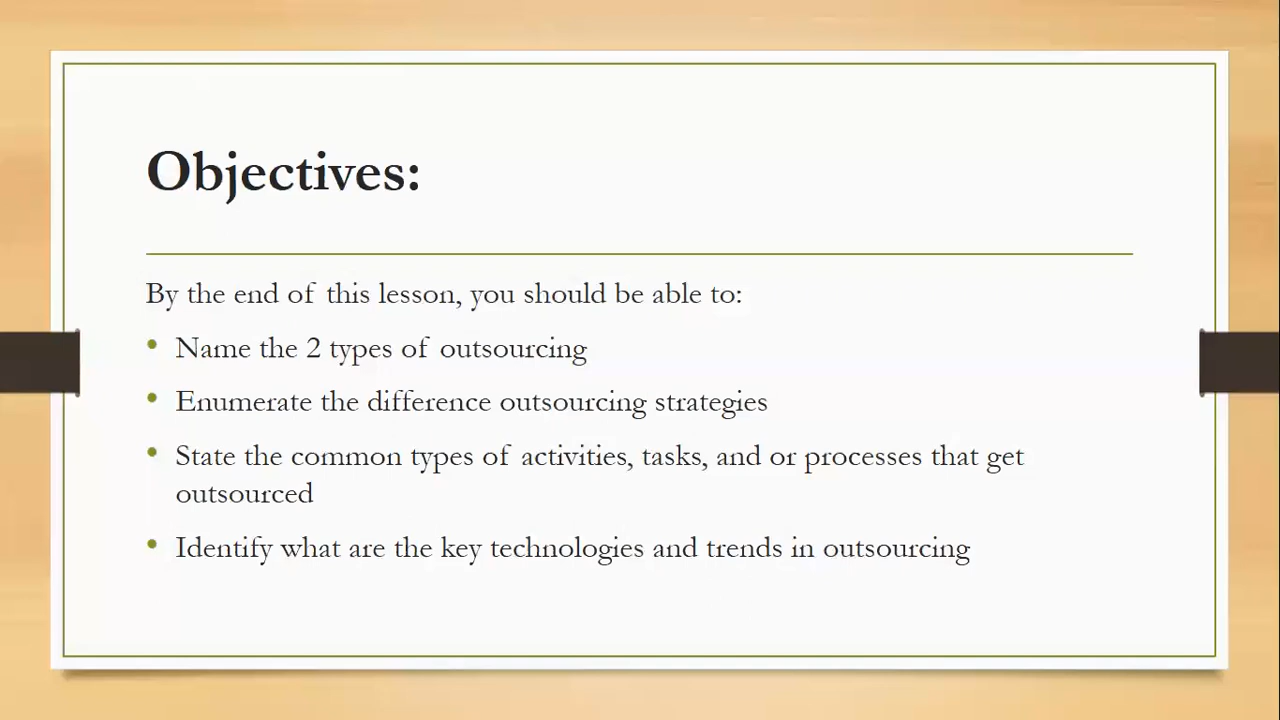 Objectives:
By the end of this lesson, you should be able to:
• Name the 2 types of outsourcing
• Enumerate the difference outsourcing strategies
• State the common types of activities, tasks, and or processes that get
outsourced
• Identify what are the key technologies and trends in outsourcing